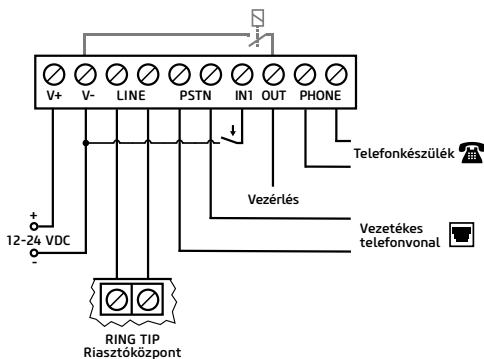 V+ V- LINE PSTN IN1 OUT PHONE
Telefonkészülék
Vezérlés
+
12-24 VDC
-
Vezetékes
telefonvonal
RING TIP
Riasztóközpont